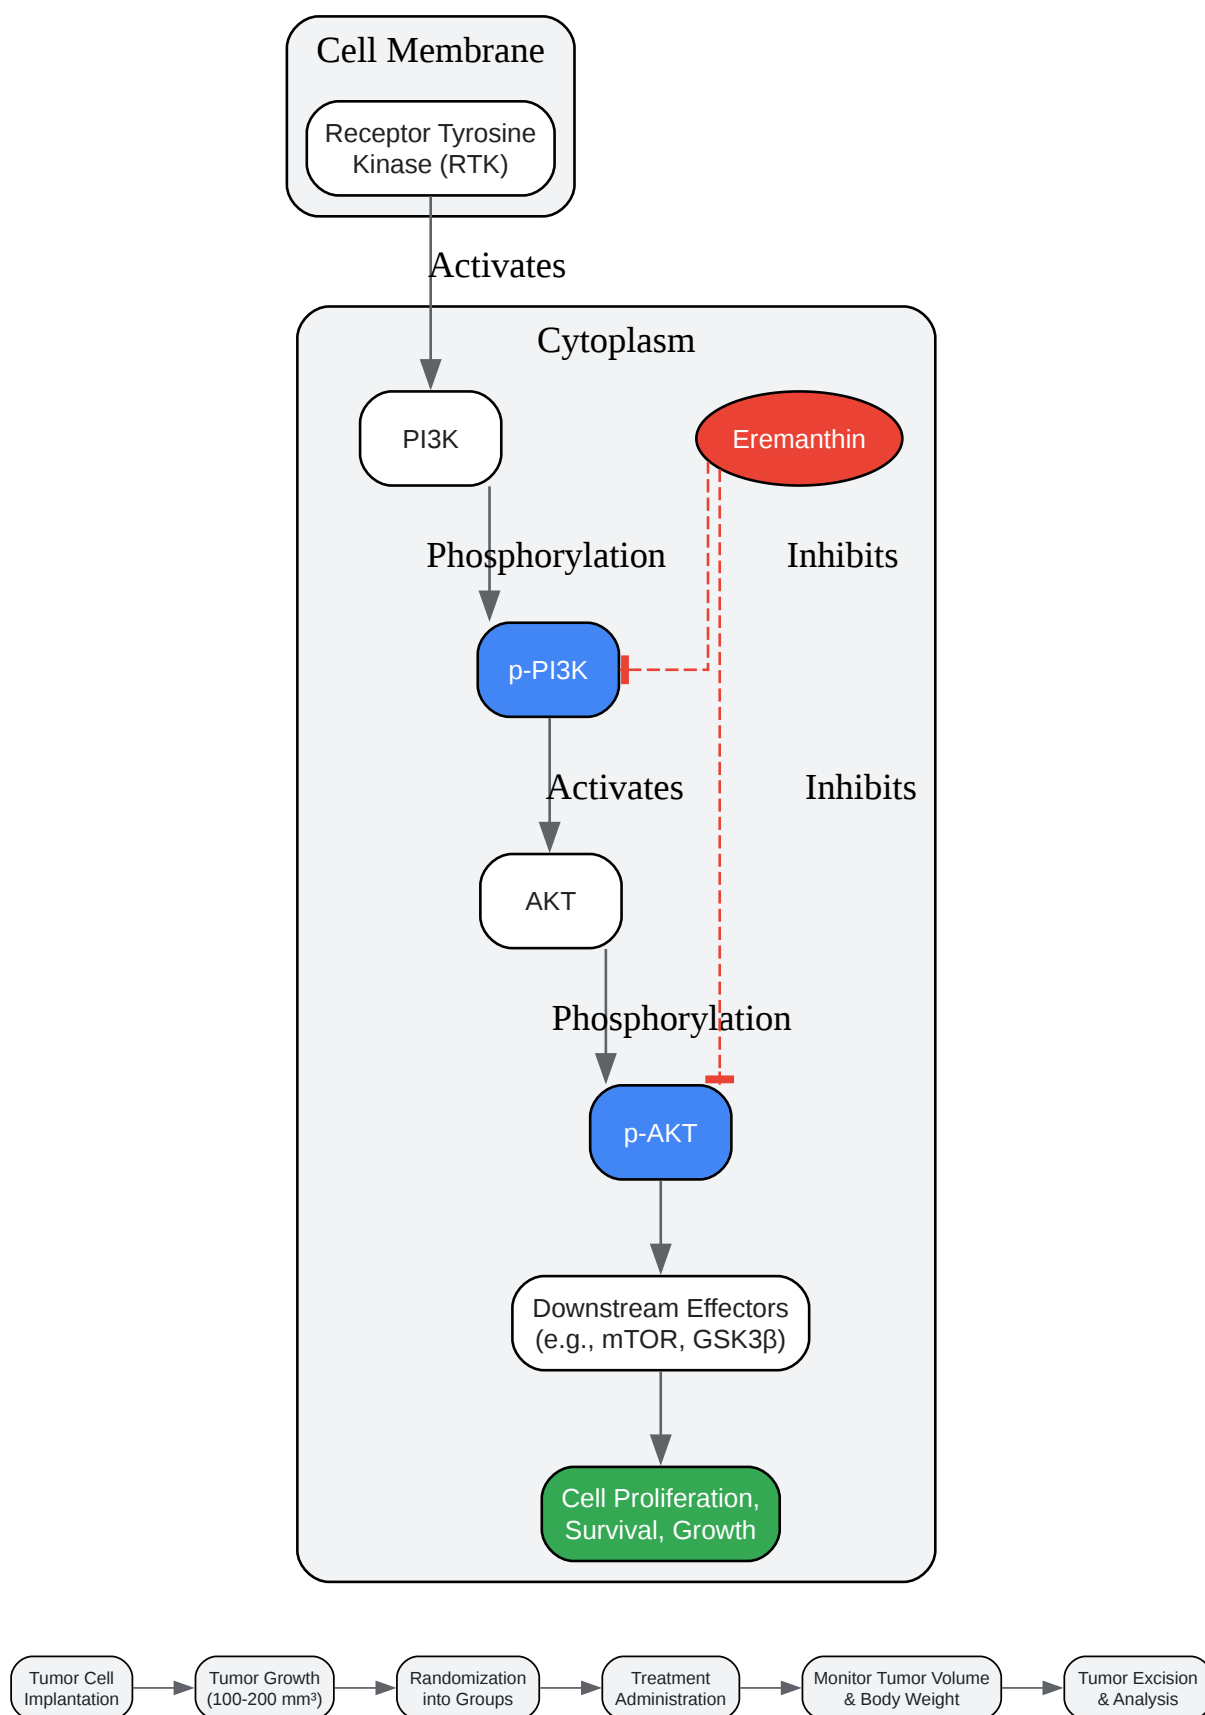 Cell Membrane
Receptor Tyrosine
Kinase (RTK)
Activates
Cytoplasm
PI3K
Eremanthin
Phosphorylation
Inhibits
p-PI3K
Activates
Inhibits
AKT
Phosphorylation
p-AKT
Downstream Effectors
(e.g., mTOR, GSK3β)
Cell Proliferation,
Survival, Growth
Tumor Cell
Implantation
Tumor Growth
(100-200 mm³)
Randomization
into Groups
Treatment
Administration
Monitor Tumor Volume
& Body Weight
Tumor Excision
& Analysis